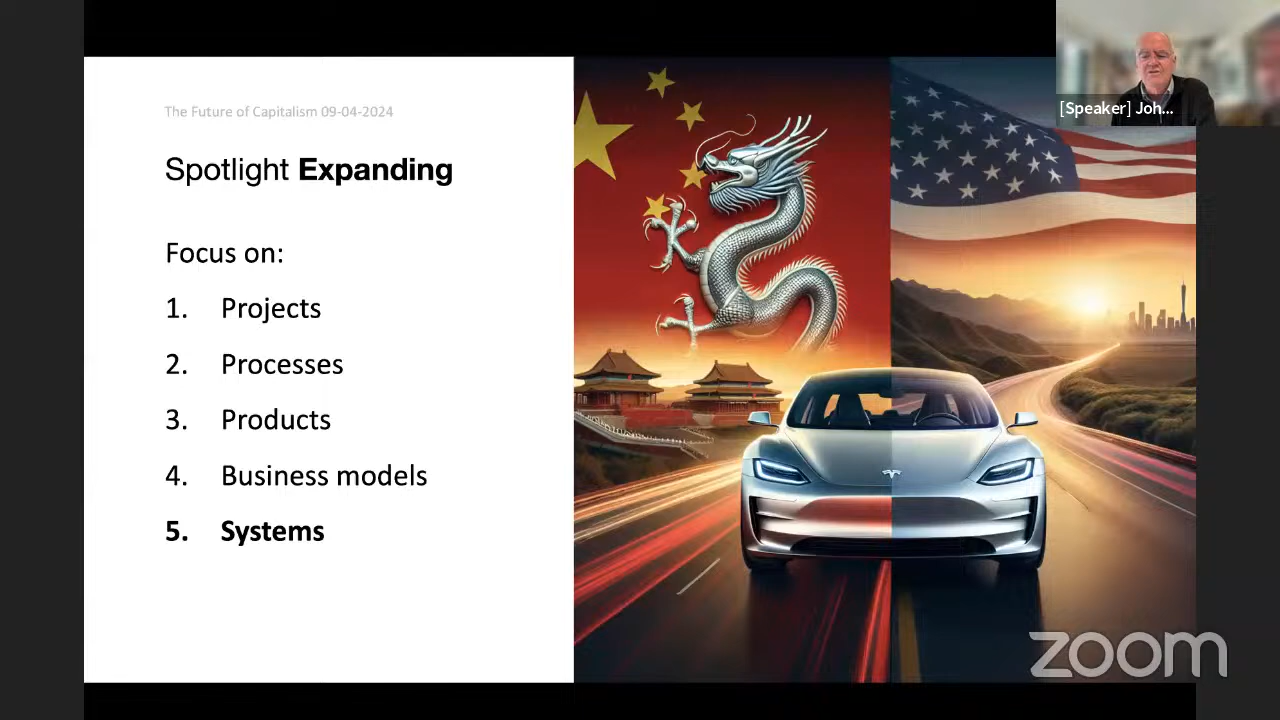 The Future of Capitalism 09-04-2024
[Speaker] Joh...
Spotlight Expanding
Focus on:
1. Projects
2. Processes
3. Products
4. Business models
5. Systems
zoom